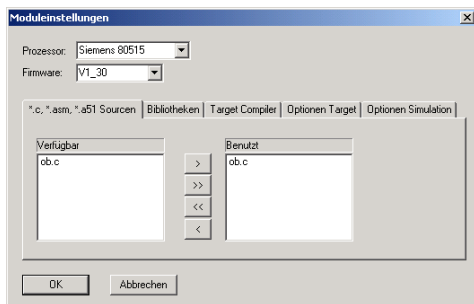 Moduleinstellungen
Prozessor: Siemens 80515
Firmware: V1_30
*.c, *.asm, *.a51 Sourcen Bibliotheken Target Compiler Optionen Target Optionen Simulation
Verfügbar Benutzt
ob.c > ob.c
>>
<<
<
OK Abbrechen